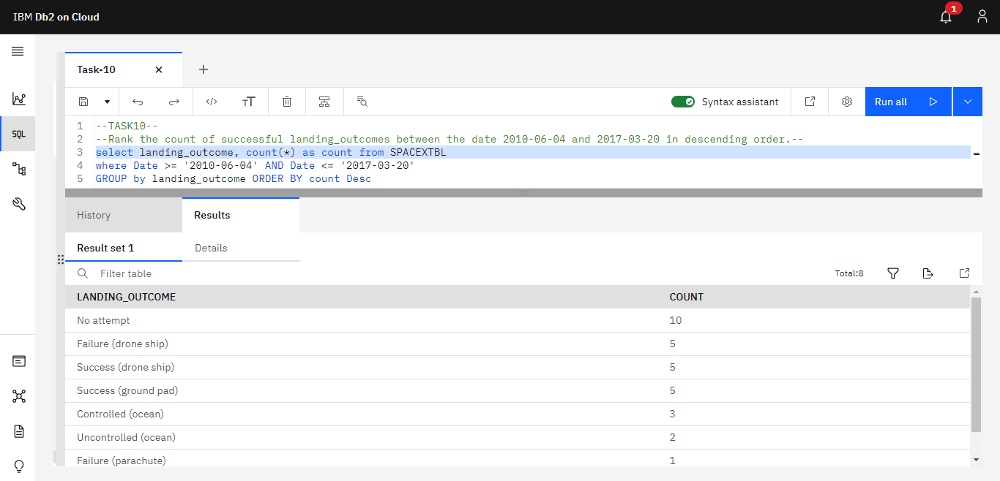 IBM Db2 on Cloud
1
Task-10
Syntax assistant
Run all
SQL
1 --TASK10--
2 --Rank the count of successful landing_outcomes between the date 2010-06-04 and 2017-03-20 in descending order.--
3 select landing_outcome, count(*) as count from SPACEXTBL
4 where Date >= '2010-06-04' AND Date <= '2017-03-20'
5 GROUP by landing_outcome ORDER BY count Desc
History Results
Result set 1 Details
Filter table Total:8
LANDING_OUTCOME COUNT
No attempt 10
Failure (drone ship) 5
Success (drone ship) 5
Success (ground pad) 5
Controlled (ocean) 3
Uncontrolled (ocean) 2
Failure (parachute) 1